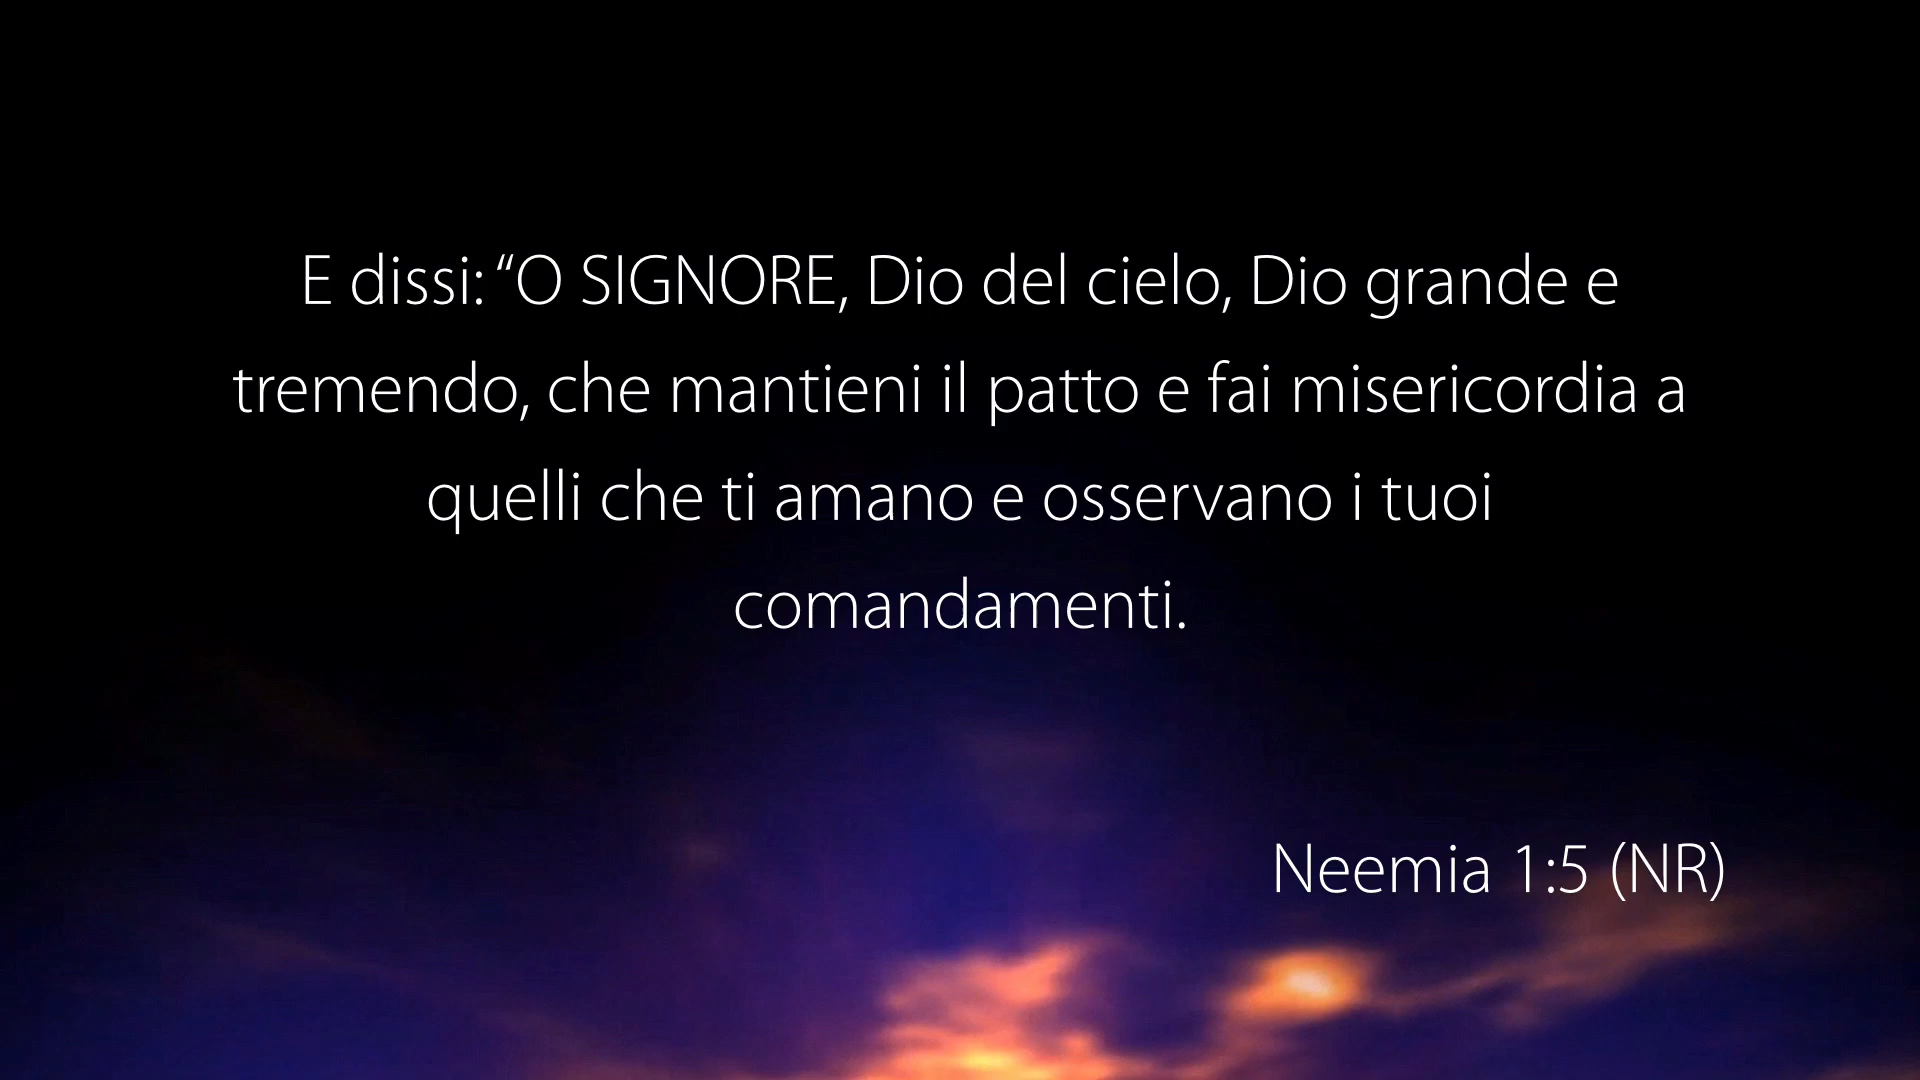 E dissi: “O SIGNORE, Dio del cielo, Dio grande e
tremendo, che mantieni il patto e fai misericordia a
quelli che ti amano e osservano i tuoi
comandamenti.
Neemia 1:5 (NR)